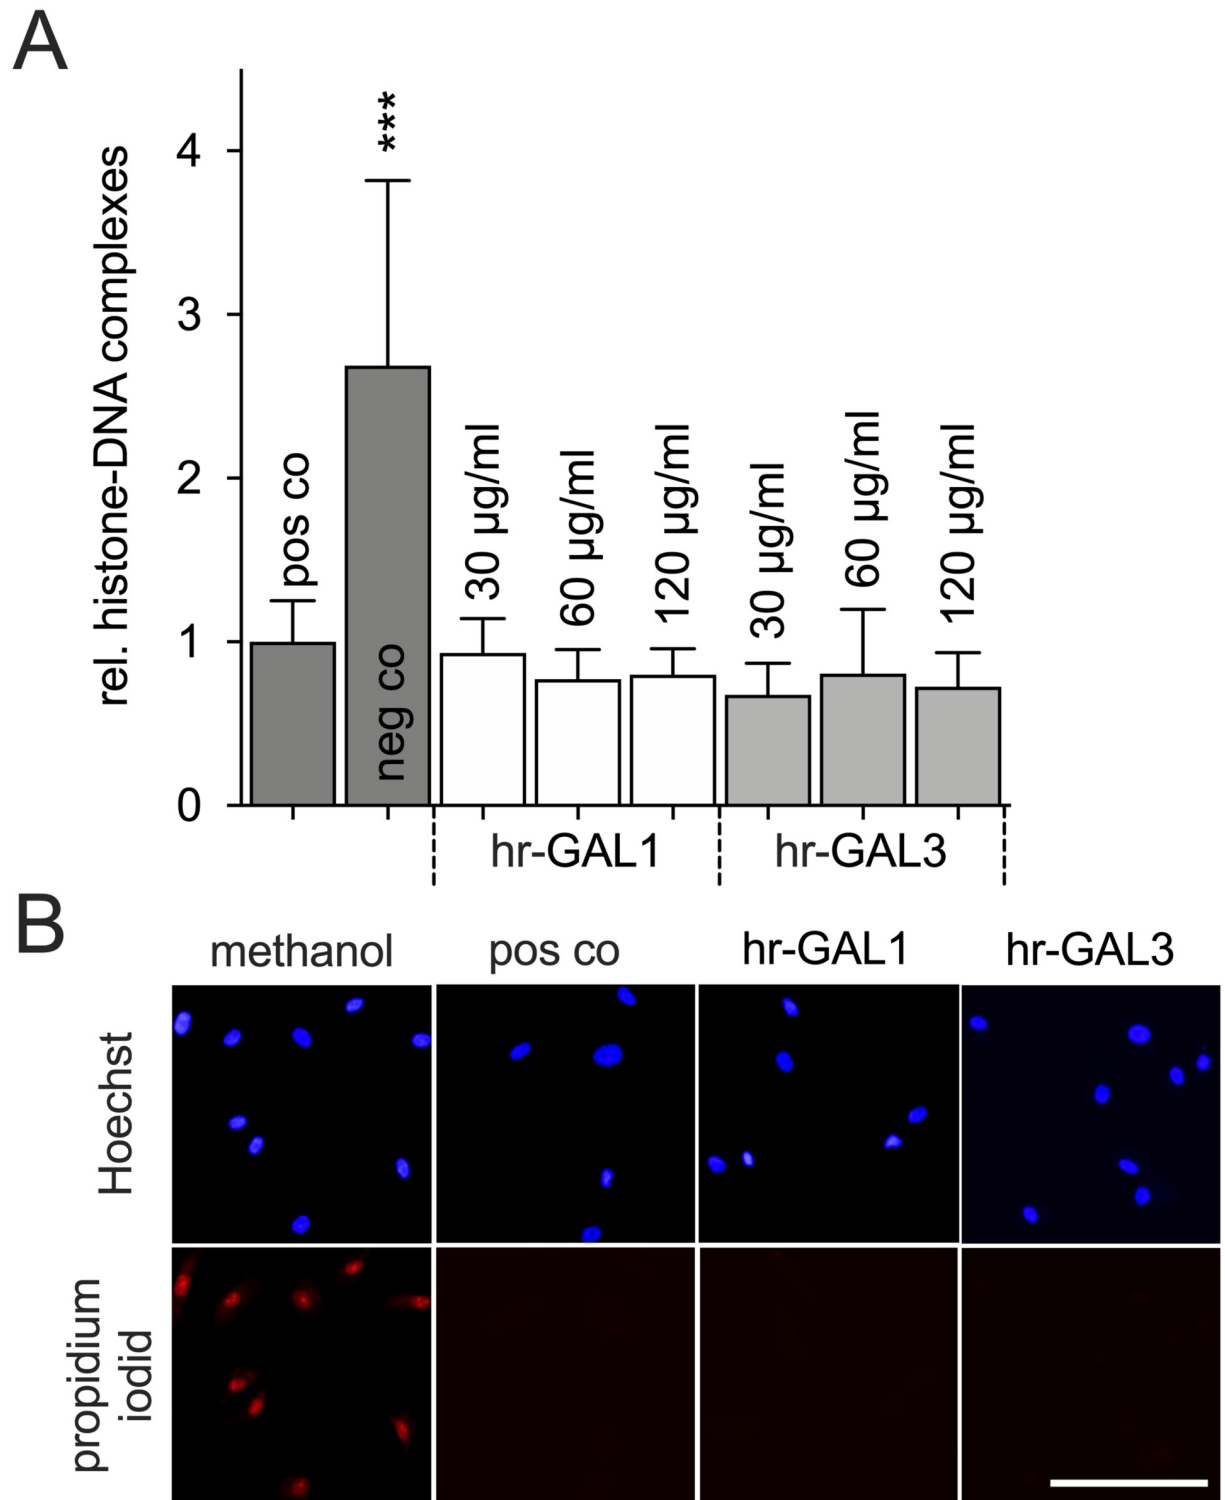 A
rel. histone-DNA complexes
4
3
2
1
0
pos co
neg co
***
30 µg/ml
60 µg/ml
120 µg/ml
30 µg/ml
60 µg/ml
120 µg/ml
hr-GAL1
hr-GAL3
B
methanol
pos co
hr-GAL1
hr-GAL3
Hoechst
propidium
iodid